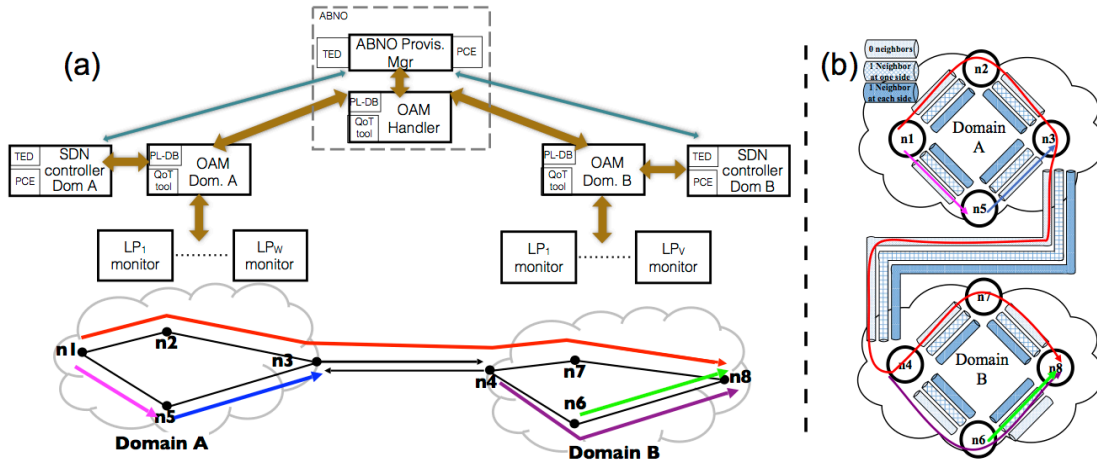 (a)
ABNO
TED
ABNO Provis.
Mgr
PCE
PL-DB
QoT
tool
OAM
Handler
TED
PCE
SDN
controller
Dom A
PL-DB
QoT
tool
OAM
Dom. A
PL-DB
QoT
tool
OAM
Dom. B
TED
PCE
SDN
controller
Dom B
LP1
monitor
LPW
monitor
LP1
monitor
LPV
monitor
n1
n2
n3
n5
Domain A
n4
n7
n6
n8
Domain B
(b)
0 neighbors
1 Neighbor
at one side
1 Neighbor
at each side
n2
n1
Domain
A
n3
n5
n7
n4
Domain
B
n8
n6